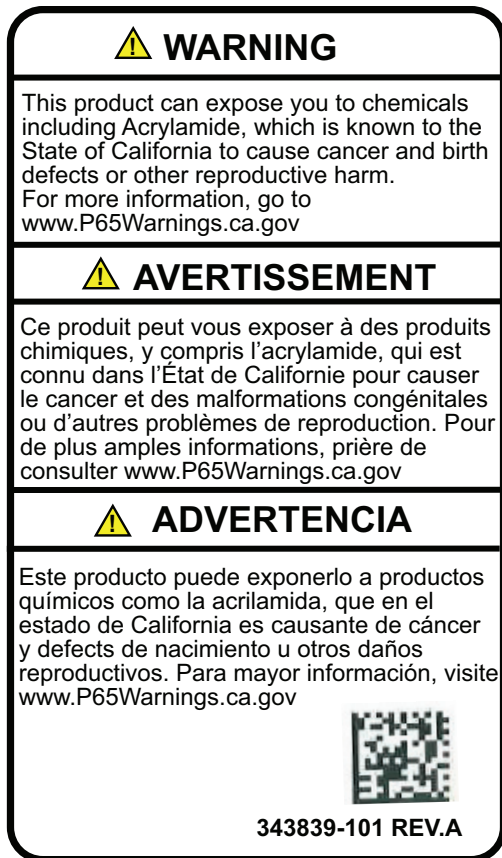 WARNING
This product can expose you to chemicals
including Acrylamide, which is known to the
State of California to cause cancer and birth
defects or other reproductive harm.
For more information, go to
www.P65Warnings.ca.gov
AVERTISSEMENT
Ce produit peut vous exposer à des produits
chimiques, y compris l’acrylamide, qui est
connu dans l’État de Californie pour causer
le cancer et des malformations congénitales
ou d’autres problèmes de reproduction. Pour
de plus amples informations, prière de
consulter www.P65Warnings.ca.gov
ADVERTENCIA
Este producto puede exponerlo a productos
químicos como la acrilamida, que en el
estado de California es causante de cáncer
y defects de nacimiento u otros daños
reproductivos. Para mayor información, visite
www.P65Warnings.ca.gov
343839-101 REV.A